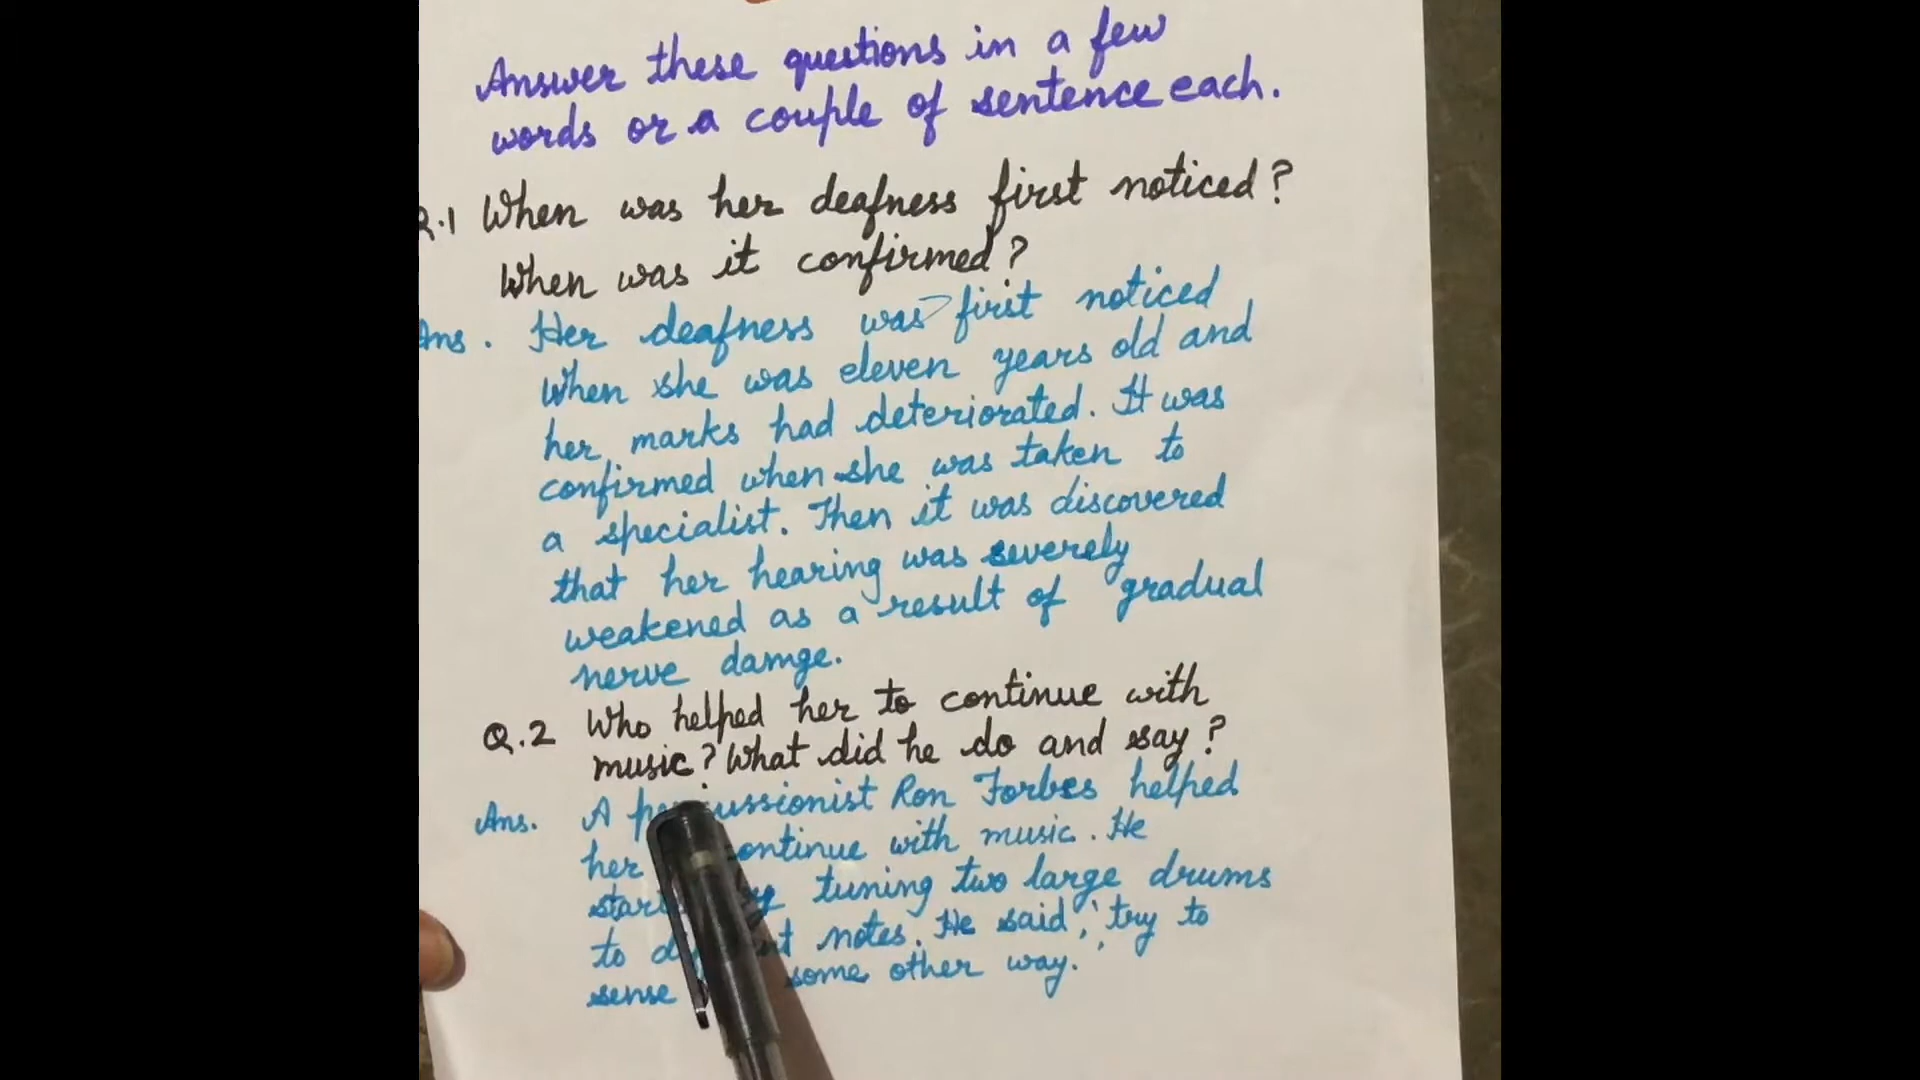 Answer these questions in a few
words or a couple of sentence each.
Q.1 When was her deafness first noticed?
When was it confirmed?
Ans. Her deafness was first noticed
when she was eleven years old and
her marks had deteriorated. It was
confirmed when she was taken to
a specialist. Then it was discovered
that her hearing was severely
weakened as a result of gradual
nerve damge.
Q.2 Who helped her to continue with
music? What did he do and say?
Ans. A percussionist Ron Forbes helped
her continue with music. He
tuning two large drums
to notes. He said, 'try to
sense some other way.'